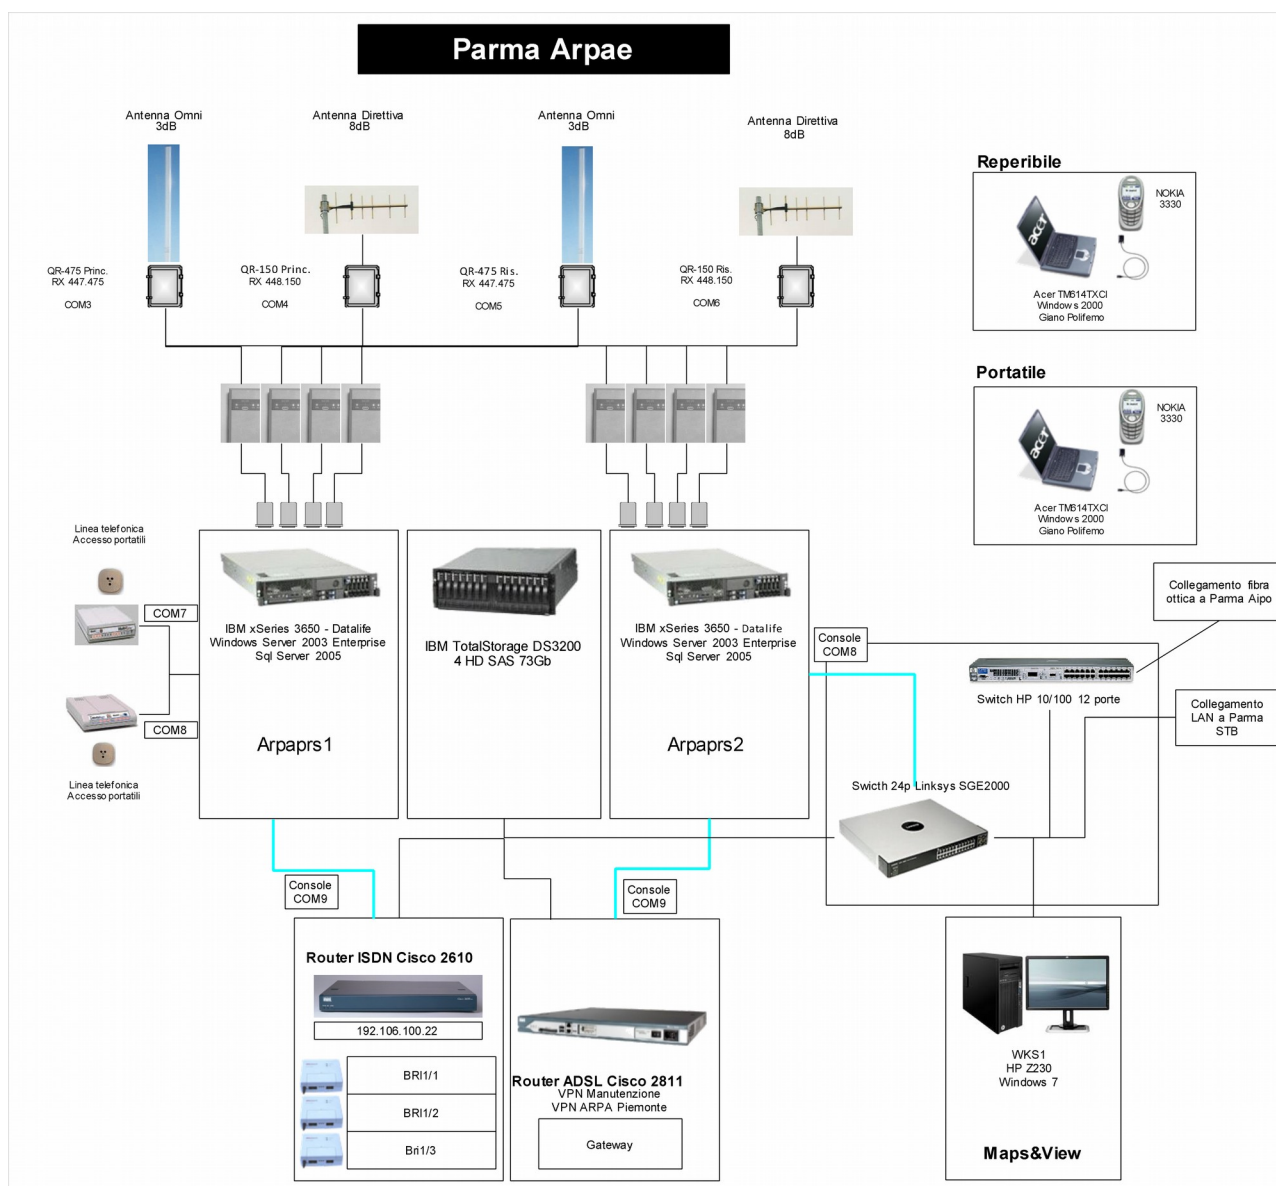 Parma Arpae
Antenna Omni
3dB
Antenna Direttiva
8dB
Antenna Omni
3dB
Antenna Direttiva
8dB
QR-475 Princ.
RX 447.475
COM3
QR-150 Princ.
RX 448.150
COM4
QR-475 Ris.
RX 447.475
COM5
QR-150 Ris.
RX 448.150
COM6
Reperibile
NOKIA
3330
acer
Acer TM614TXCI
Windows 2000
Giano Polifemo
Portatile
NOKIA
3330
acer
Acer TM614TXCI
Windows 2000
Giano Polifemo
Linea telefonica
Accesso portatili
COM7
COM8
Linea telefonica
Accesso portatili
IBM xSeries 3650 - Datalife
Windows Server 2003 Enterprise
Sql Server 2005
Arpaprs1
IBM TotalStorage DS3200
4 HD SAS 73Gb
IBM xSeries 3650 - Datalife
Windows Server 2003 Enterprise
Sql Server 2005
Arpaprs2
Console
COM8
Collegamento fibra
ottica a Parma Aipo
Switch HP 10/100 12 porte
Collegamento
LAN a Parma
STB
Swicth 24p Linksys SGE2000
Console
COM9
Console
COM9
Router ISDN Cisco 2610
192.106.100.22
BRI1/1
BRI1/2
Bri1/3
Router ADSL Cisco 2811
VPN Manutenzione
VPN ARPA Piemonte
Gateway
WKS1
HP Z230
Windows 7
Maps&View